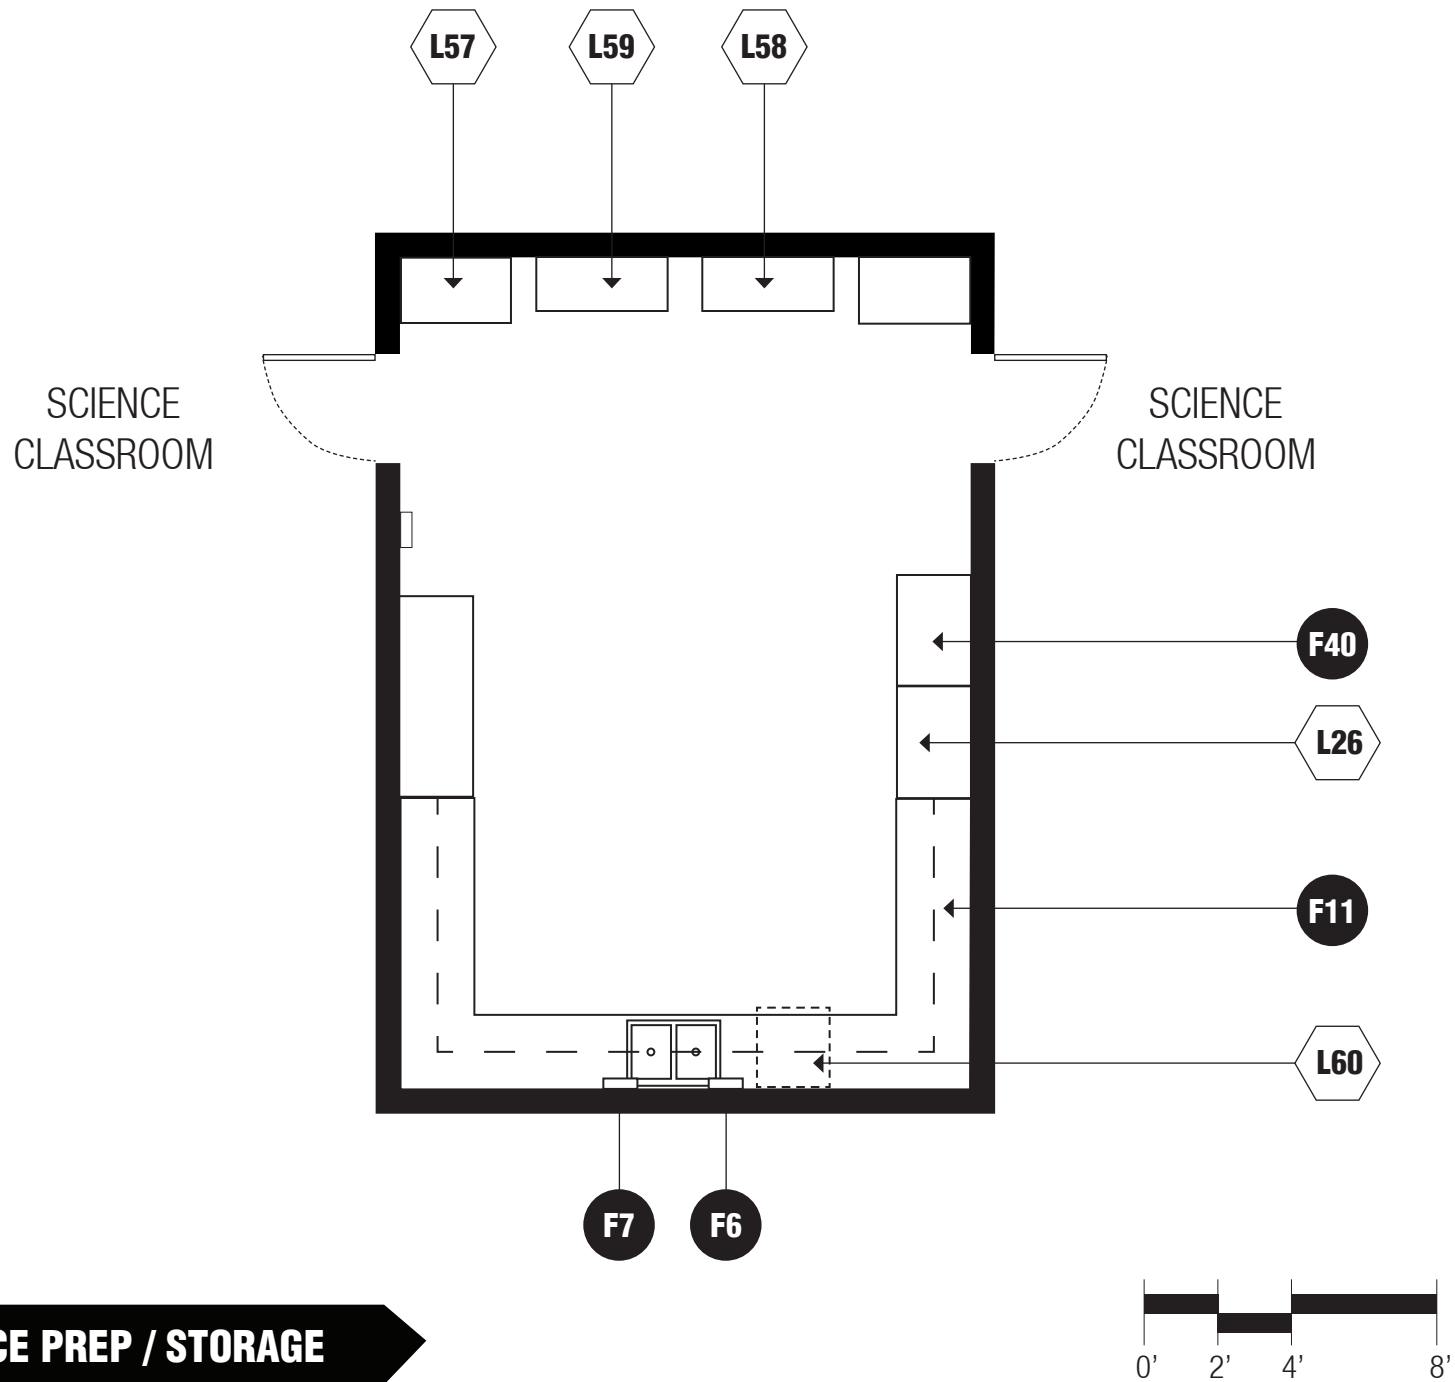 L57
L59
L58
SCIENCE
CLASSROOM
SCIENCE
CLASSROOM
F40
L26
F11
L60
F7
F6
CE PREP / STORAGE
0’
2’
4’
8’